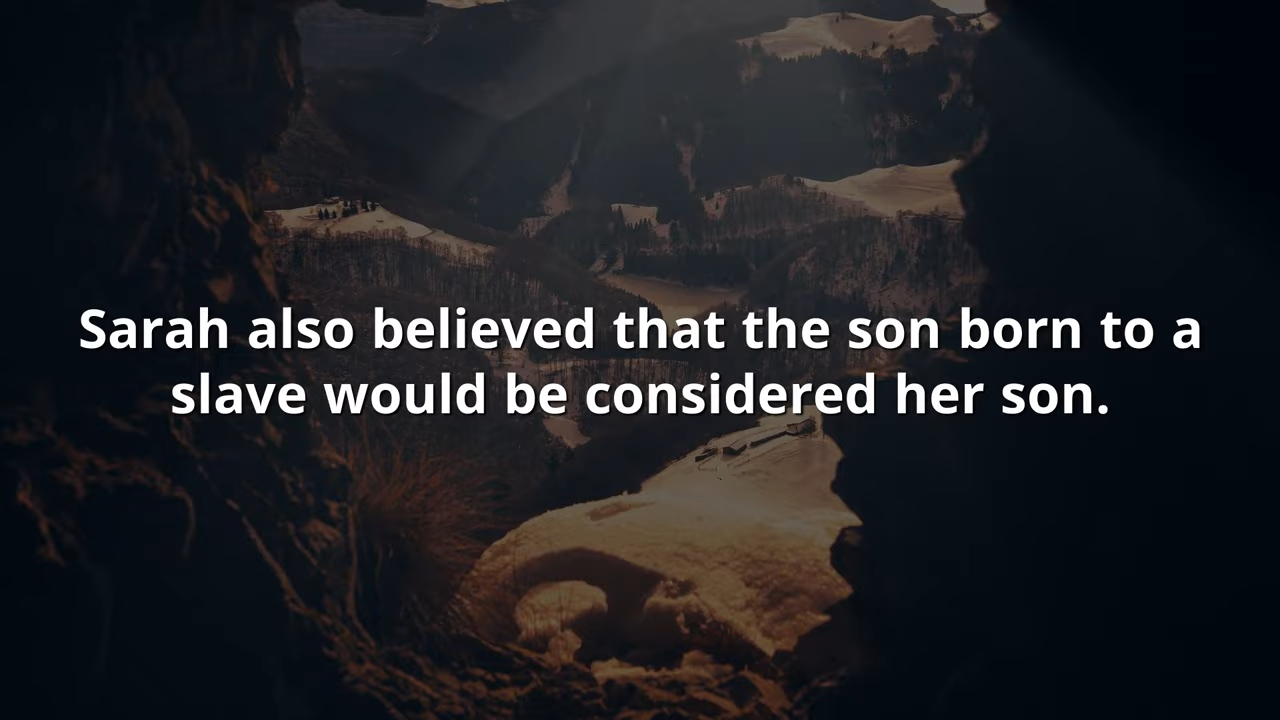 Sarah also believed that the son born to a
slave would be considered her son.